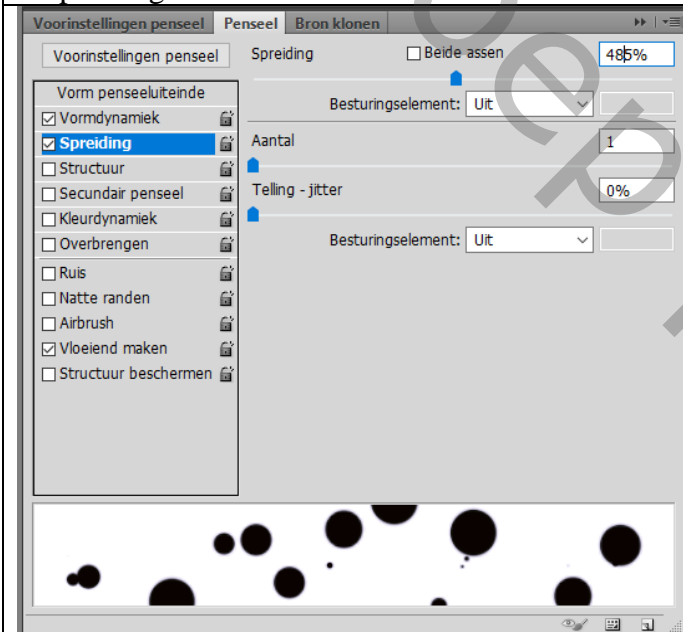 Voorinstellingen penseel Penseel Bron klonen
Voorinstellingen penseel Spreiding Beide assen 485%
Vorm penseeluiteinde
Besturingselement: Uit
Vormdynamiek
Spreiding
Aantal 1
Structuur
Secundair penseel
Telling - jitter 0%
Kleurdynamiek
Overbrengen
Besturingselement: Uit
Ruis
Natte randen
Airbrush
Vloeiend maken
Structuur beschermen